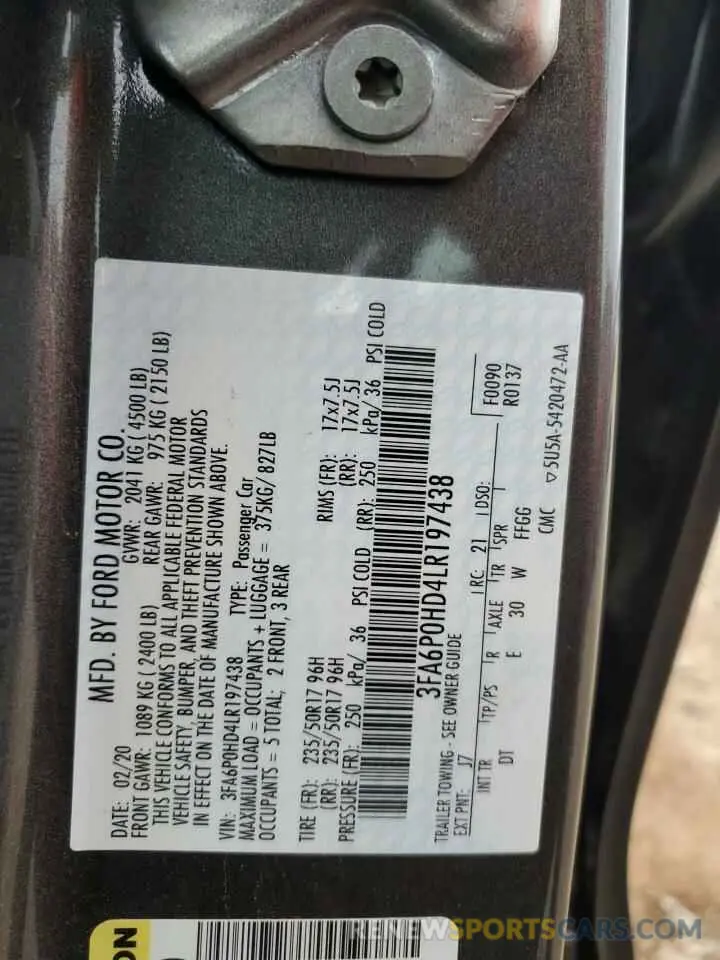 MFD. BY FORD MOTOR CO.
DATE: 02/20 GVWR: 2041 KG ( 4500 LB)
FRONT GAWR: 1089 KG ( 2400 LB) REAR GAWR: 975 KG ( 2150 LB)
THIS VEHICLE CONFORMS TO ALL APPLICABLE FEDERAL MOTOR
VEHICLE SAFETY, BUMPER, AND THEFT PREVENTION STANDARDS
IN EFFECT ON THE DATE OF MANUFACTURE SHOWN ABOVE.
VIN: 3FA6P0HD4LR197438 TYPE: Passenger Car
MAXIMUM LOAD = OCCUPANTS + LUGGAGE = 375KG/ 827LB
OCCUPANTS = 5 TOTAL; 2 FRONT, 3 REAR
TIRE (FR): 235/50R17 96H RIMS (FR): 17x7.5J
(RR): 235/50R17 96H (RR): 17x7.5J
PRESSURE (FR): 250 kPa/ 36 PSI COLD (RR): 250 kPa/ 36 PSI COLD
3FA6P0HD4LR197438
TRAILER TOWING - SEE OWNER GUIDE
EXT PNT: J7 RC: 21 DSO: F0090
R0137
INT TR TP/PS R AXLE TR SPR
DT E 30 W FFGG
CMC ▽5U5A-5420472-AA
ON
RENEWSPORTSCARS.COM